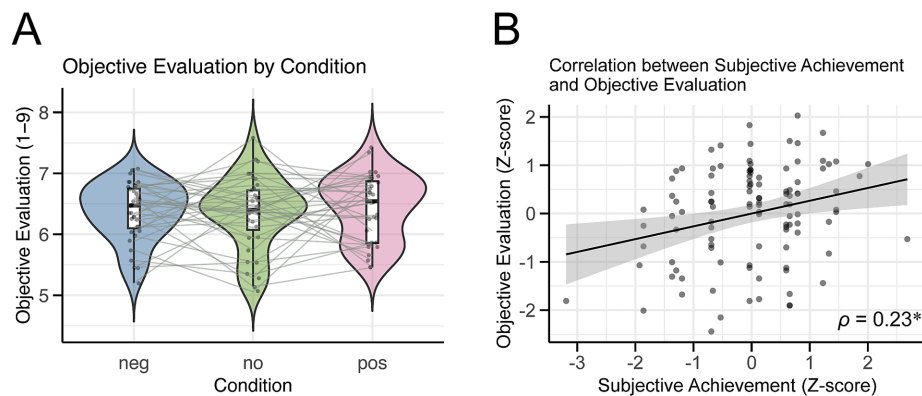 A
Objective Evaluation by Condition
Objective Evaluation (1−9)
8
7
6
5
neg
no
pos
Condition
B
Correlation between Subjective Achievement
and Objective Evaluation
Objective Evaluation (Z-score)
2
1
0
-1
-2
ρ = 0.23*
-3
-2
-1
0
1
2
Subjective Achievement (Z-score)